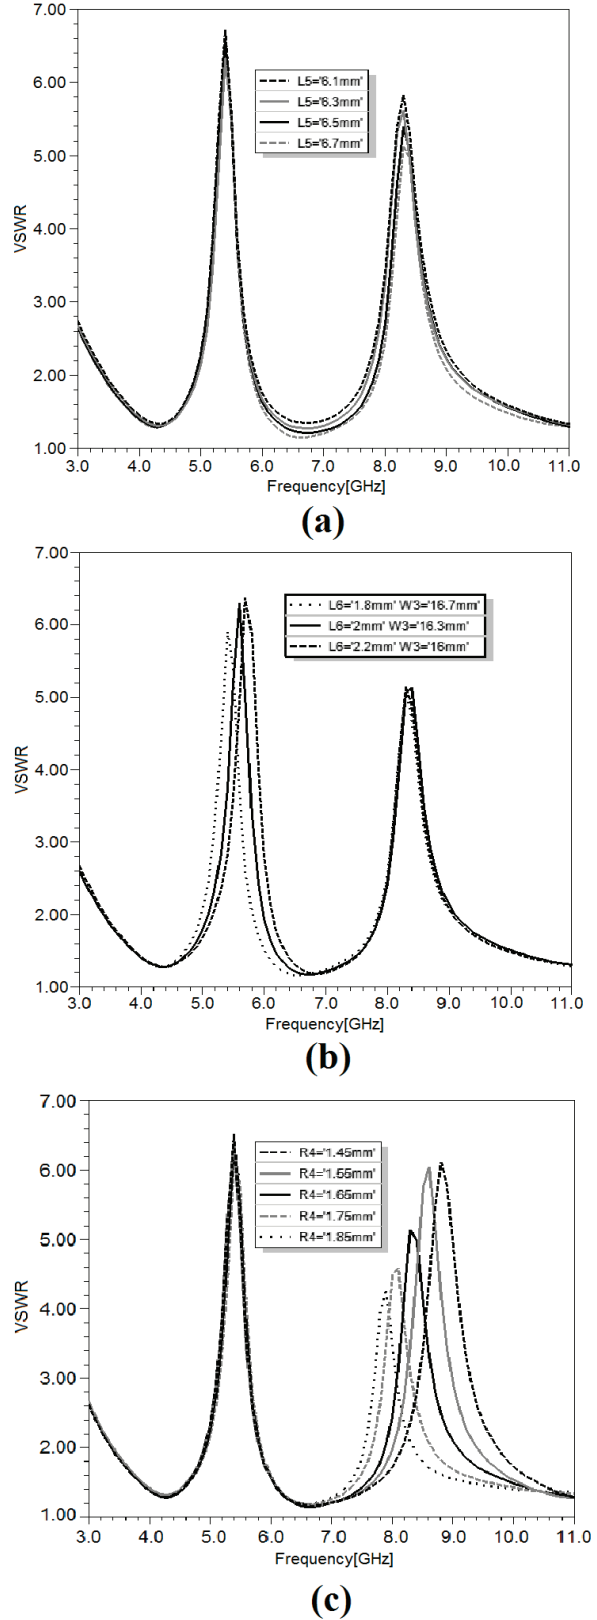 7.00
6.00
5.00
4.00
3.00
2.00
1.00
VSWR
L5='6.1mm'
L5='6.3mm'
L5='6.5mm'
L5='6.7mm'
3.0 4.0 5.0 6.0 7.0 8.0 9.0 10.0 11.0
Frequency[GHz]
(a)
7.00
6.00
5.00
4.00
3.00
2.00
1.00
VSWR
L6='1.8mm' W3='16.7mm'
L6='2mm' W3='16.3mm'
L6='2.2mm' W3='16mm'
3.0 4.0 5.0 6.0 7.0 8.0 9.0 10.0 11.0
Frequency[GHz]
(b)
7.00
6.00
5.00
4.00
3.00
2.00
1.00
VSWR
R4='1.45mm'
R4='1.55mm'
R4='1.65mm'
R4='1.75mm'
R4='1.85mm'
3.0 4.0 5.0 6.0 7.0 8.0 9.0 10.0 11.0
Frequency[GHz]
(c)